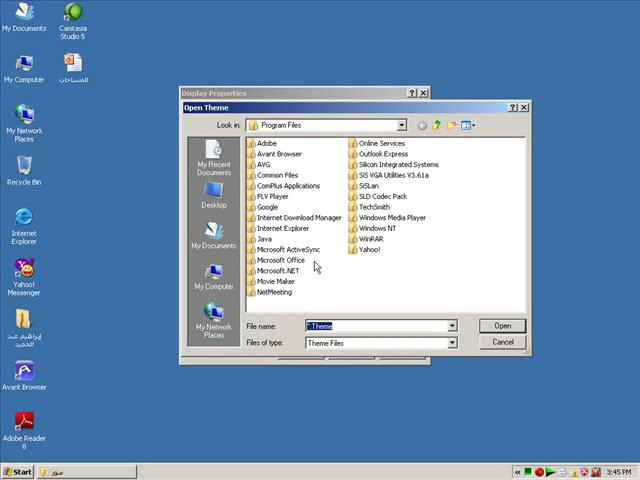 My Documents
Camtasia
Studio 5
My Computer
المساحات
My Network
Places
Recycle Bin
Internet
Explorer
Yahoo!
Messenger
إبراهيم عبد
الحميد
Avant Browser
Adobe Reader
8
Display Properties
Open Theme
Look in:
Program Files
My Recent
Documents
Desktop
My Documents
My Computer
My Network
Places
Adobe
Avant Browser
AVG
Common Files
ComPlus Applications
FLV Player
Google
Internet Download Manager
Internet Explorer
Java
Microsoft ActiveSync
Microsoft Office
Microsoft.NET
Movie Maker
NetMeeting
Online Services
Outlook Express
Silicon Integrated Systems
SiS VGA Utilities V3.61a
SiSLan
SLD Codec Pack
TechSmith
Windows Media Player
Windows NT
WinRAR
Yahoo!
File name:
*.Theme
Open
Files of type:
Theme Files
Cancel
Start
صور
3:45 PM